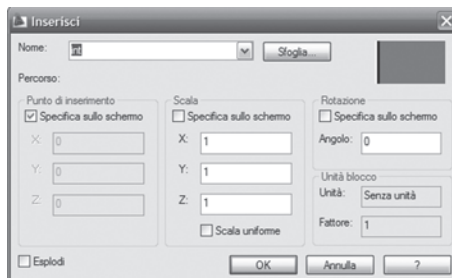 Inserisci
Nome:
Sfoglia...
Percorso:
Punto di inserimento
Specifica sullo schermo
X: 0
Y: 0
Z: 0
Scala
Specifica sullo schermo
X: 1
Y: 1
Z: 1
Scala uniforme
Rotazione
Specifica sullo schermo
Angolo: 0
Unità blocco
Unità: Senza unità
Fattore: 1
Esplodi
OK
Annulla
?